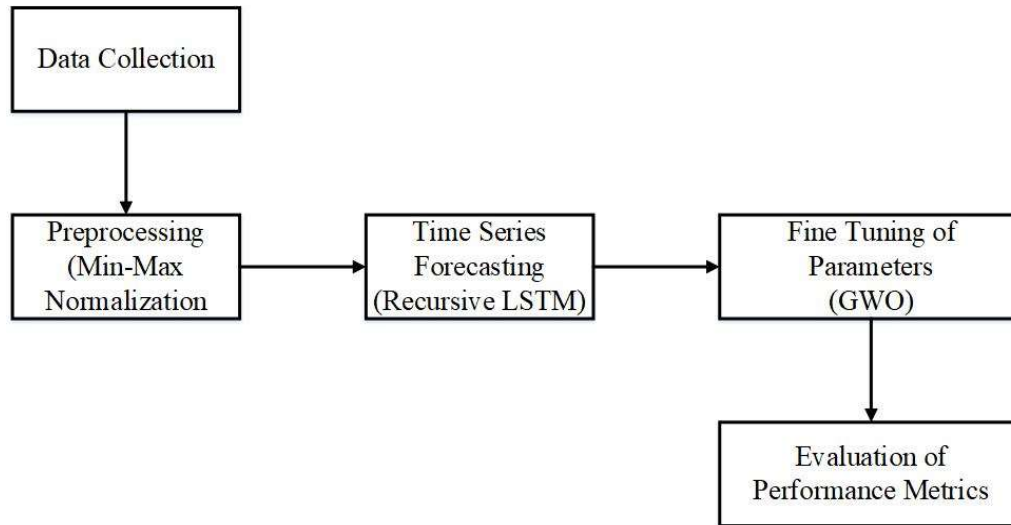 Data Collection
Preprocessing
(Min-Max
Normalization
Time Series
Forecasting
(Recursive LSTM)
Fine Tuning of
Parameters
(GWO)
Evaluation of
Performance Metrics